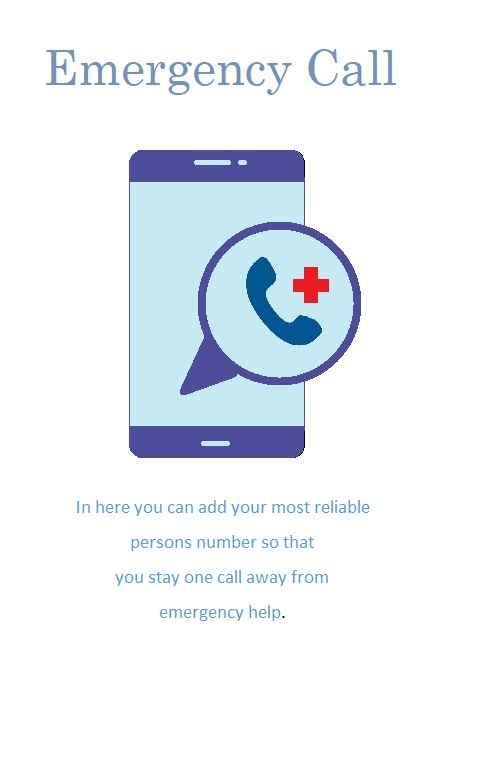 Emergency Call
In here you can add your most reliable
persons number so that
you stay one call away from
emergency help.